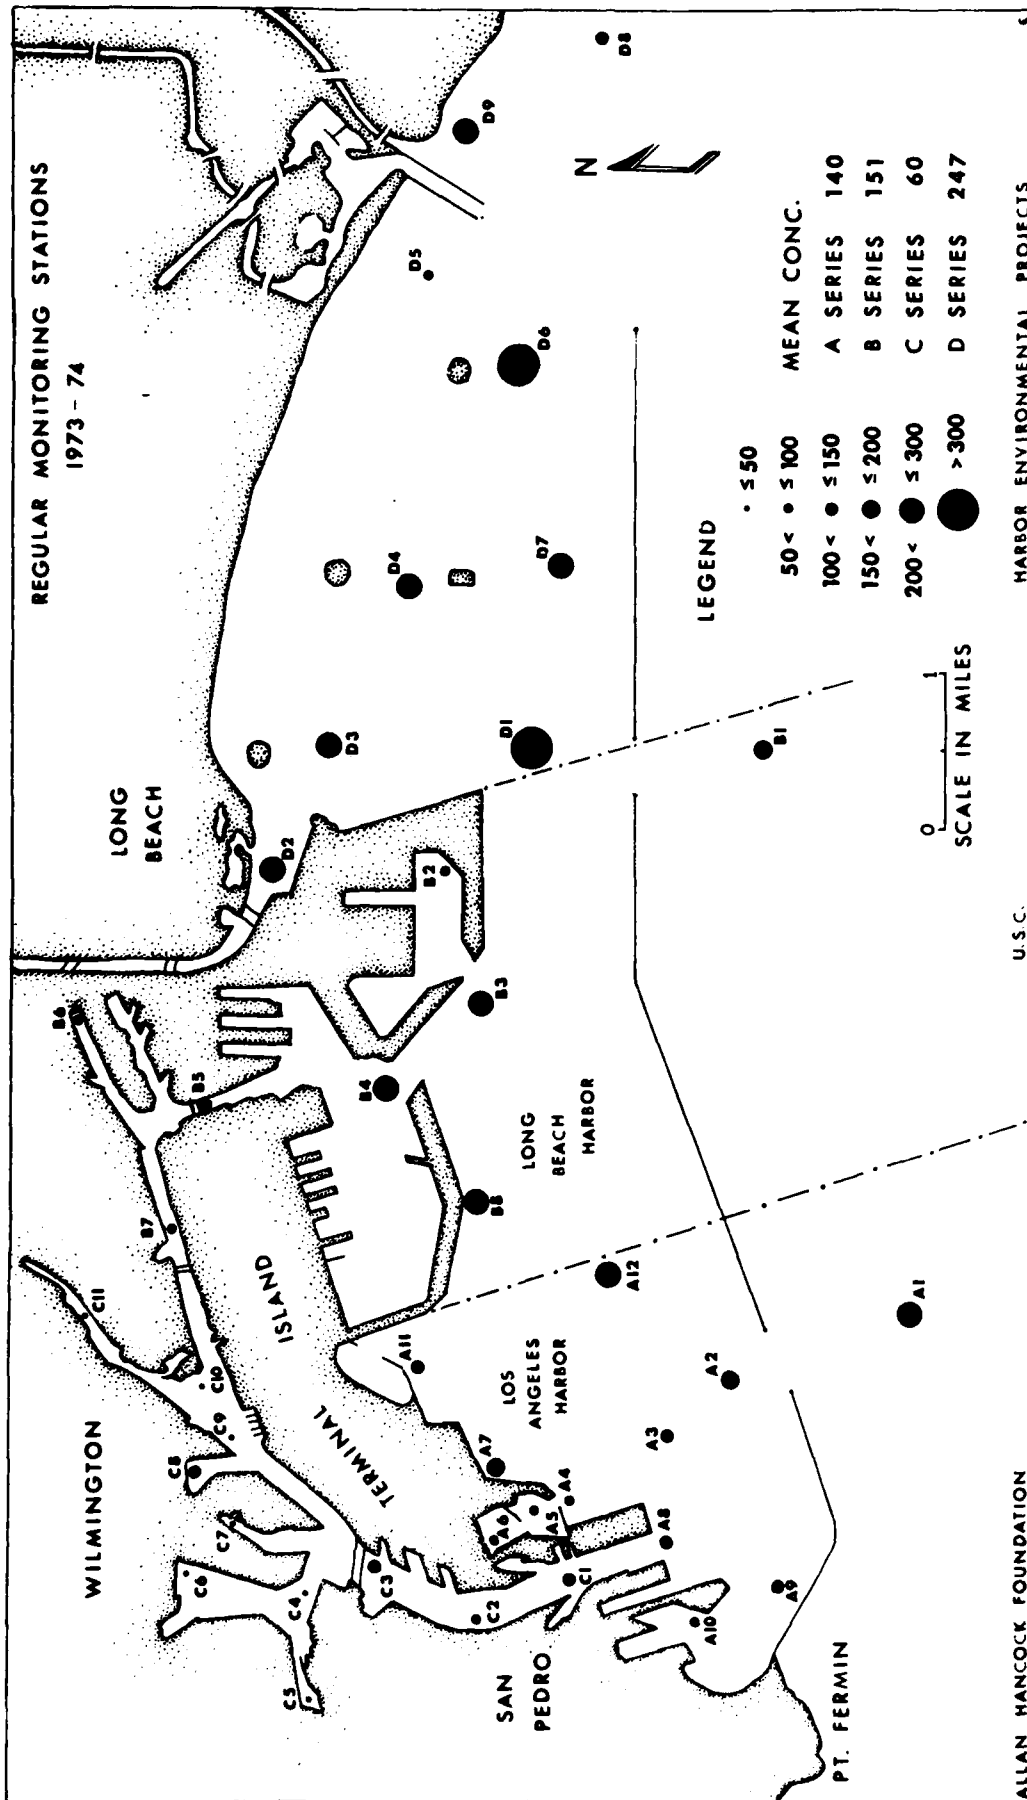 REGULAR MONITORING STATIONS
1973-74
LONG
BEACH
WILMINGTON
TERMINAL
ISLAND
SAN
PEDRO
PT. FERMIN
LOS
ANGELES
HARBOR
LONG
BEACH
HARBOR
A1
A2
A3
A4
A5
A6
A7
A8
A9
A10
A11
A12
B1
B2
B3
B4
B5
B6
B7
B8
C1
C2
C3
C4
C5
C6
C7
C8
C9
C10
C11
D1
D2
D3
D4
D5
D6
D7
D8
D9
N
LEGEND
• ≤ 50
50 < • ≤ 100
100 < • ≤ 150
150 < • ≤ 200
200 < • ≤ 300
• > 300
MEAN CONC.
A SERIES 140
B SERIES 151
C SERIES 60
D SERIES 247
0 1
SCALE IN MILES
ALLAN HANCOCK FOUNDATION U.S.C. HARBOR ENVIRONMENTAL PROJECTS